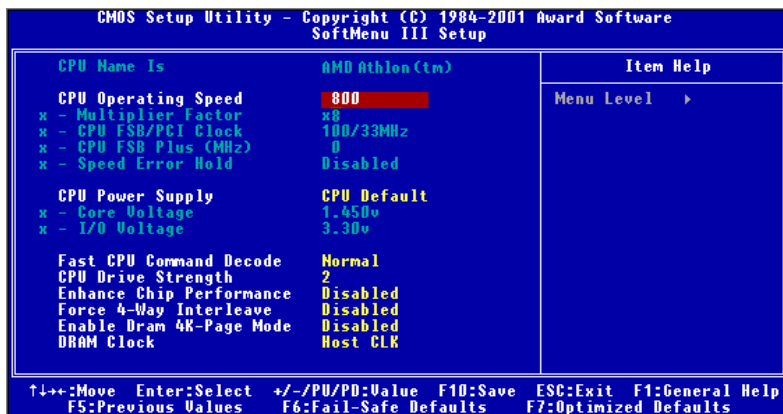 CMOS Setup Utility – Copyright (C) 1984-2001 Award Software
SoftMenu III Setup
CPU Name Is AMD Athlon(tm)
CPU Operating Speed 800
x - Multiplier Factor x8
x - CPU FSB/PCI Clock 100/33MHz
x - CPU FSB Plus (MHz) 0
x - Speed Error Hold Disabled
CPU Power Supply CPU Default
x - Core Voltage 1.450v
x - I/O Voltage 3.30v
Fast CPU Command Decode Normal
CPU Drive Strength 2
Enhance Chip Performance Disabled
Force 4-Way Interleave Disabled
Enable Dram 4K-Page Mode Disabled
DRAM Clock Host CLK
Item Help
Menu Level ▸
↑↓→←:Move Enter:Select +/-/PU/PD:Value F10:Save ESC:Exit F1:General Help
F5:Previous Values F6:Fail-Safe Defaults F7:Optimized Defaults